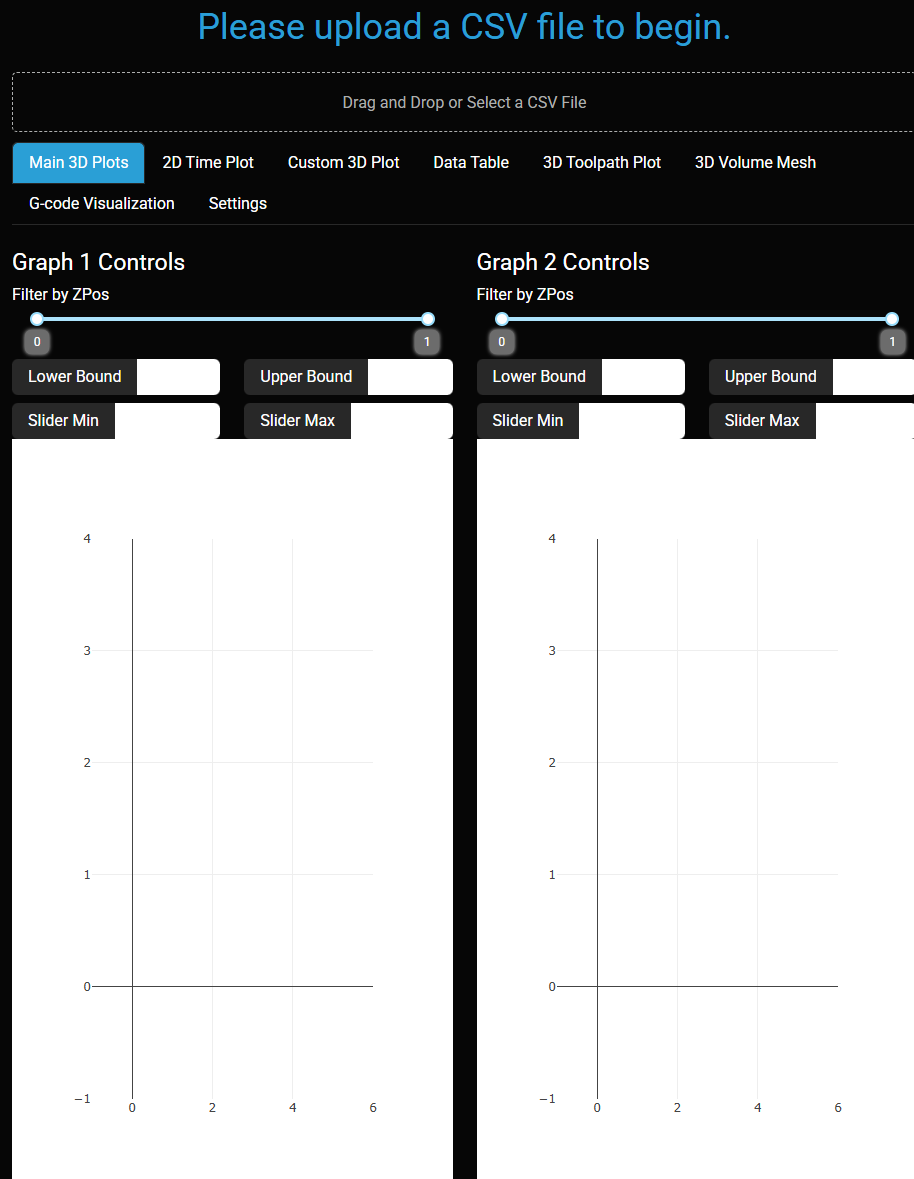 Please upload a CSV file to begin.
Drag and Drop or Select a CSV File
Main 3D Plots 2D Time Plot Custom 3D Plot Data Table 3D Toolpath Plot 3D Volume Mesh
G-code Visualization Settings
Graph 1 Controls Graph 2 Controls
Filter by ZPos Filter by ZPos
0 1 0 1
Lower Bound Upper Bound Lower Bound Upper Bound
Slider Min Slider Max Slider Min Slider Max
4 4
3 3
2 2
1 1
0 0
−1 −1
0 2 4 6 0 2 4 6